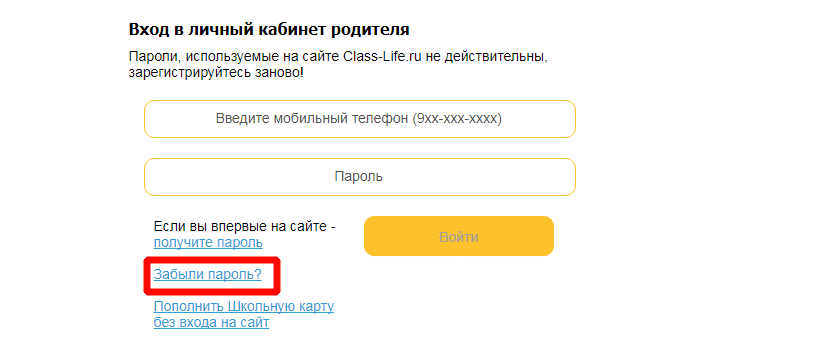 Вход в личный кабинет родителя
Пароли, используемые на сайте Class-Life.ru не действительны,
зарегистрируйтесь заново!
Введите мобильный телефон (9xx-xxx-xxxx)
Пароль
Если вы впервые на сайте -
получите пароль
Войти
Забыли пароль?
Пополнить Школьную карту
без входа на сайт